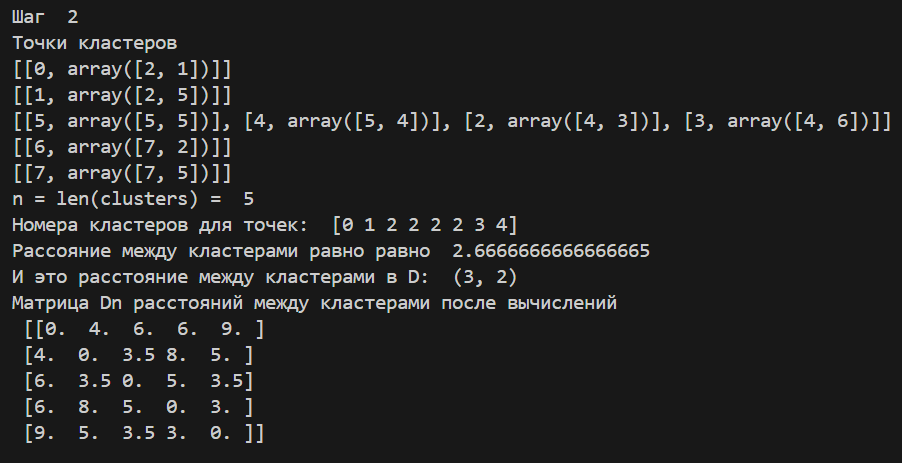 Шаг  2
Точки кластеров
[[0, array([2, 1])]]
[[1, array([2, 5])]]
[[5, array([5, 5])], [4, array([5, 4])], [2, array([4, 3])], [3, array([4, 6])]]
[[6, array([7, 2])]]
[[7, array([7, 5])]]
n = len(clusters) =  5
Номера кластеров для точек:  [0 1 2 2 2 2 3 4]
Рассояние между кластерами равно равно  2.6666666666666665
И это расстояние между кластерами в D:  (3, 2)
Матрица Dn расстояний между кластерами после вычислений
 [[0.  4.  6.  6.  9. ]
 [4.  0.  3.5 8.  5. ]
 [6.  3.5 0.  5.  3.5]
 [6.  8.  5.  0.  3. ]
 [9.  5.  3.5 3.  0. ]]